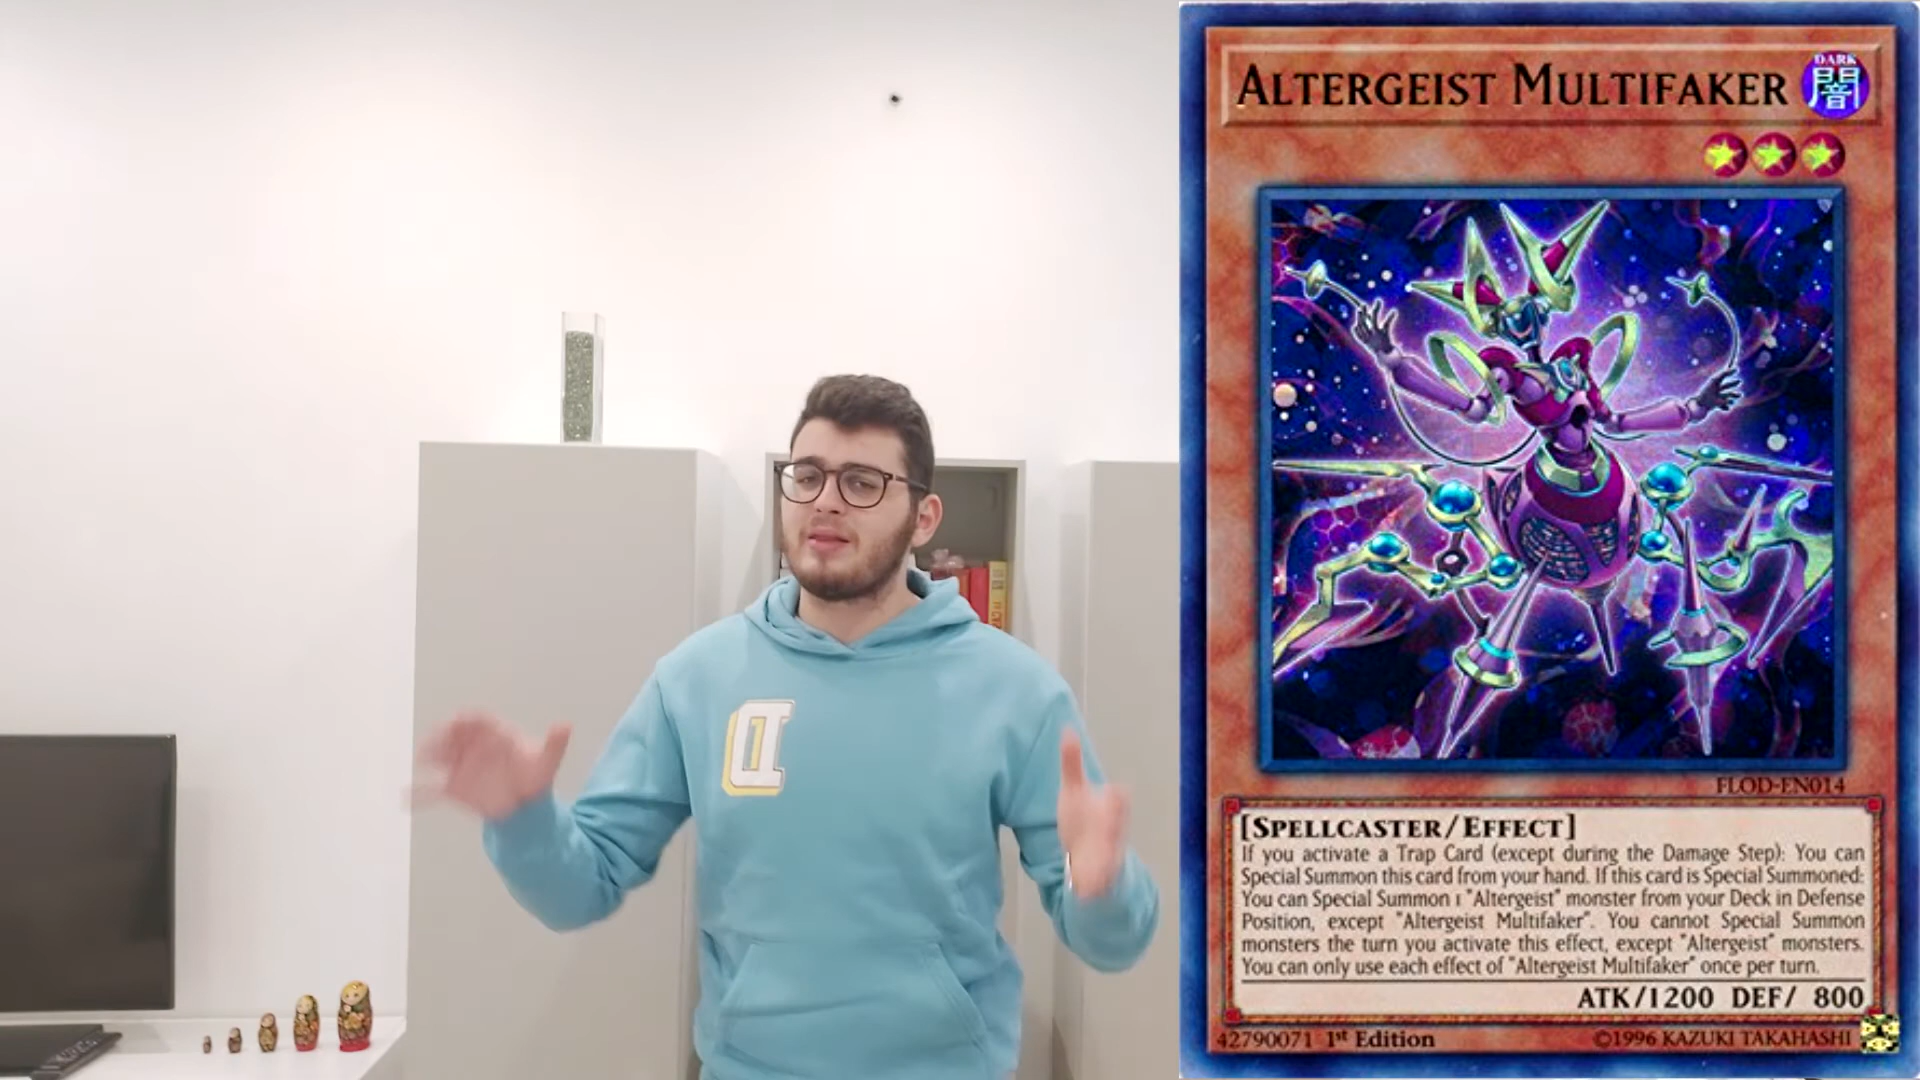 D
ALTERGEIST MULTIFAKER
DARK
闇
FLOD-EN014
[SPELLCASTER/EFFECT]
If you activate a Trap Card (except during the Damage Step): You can
Special Summon this card from your hand. If this card is Special Summoned:
You can Special Summon 1 "Altergeist" monster from your Deck in Defense
Position, except "Altergeist Multifaker". You cannot Special Summon
monsters the turn you activate this effect, except "Altergeist" monsters.
You can only use each effect of "Altergeist Multifaker" once per turn.
ATK/1200 DEF/ 800
42790071 1st Edition
©1996 KAZUKI TAKAHASHI